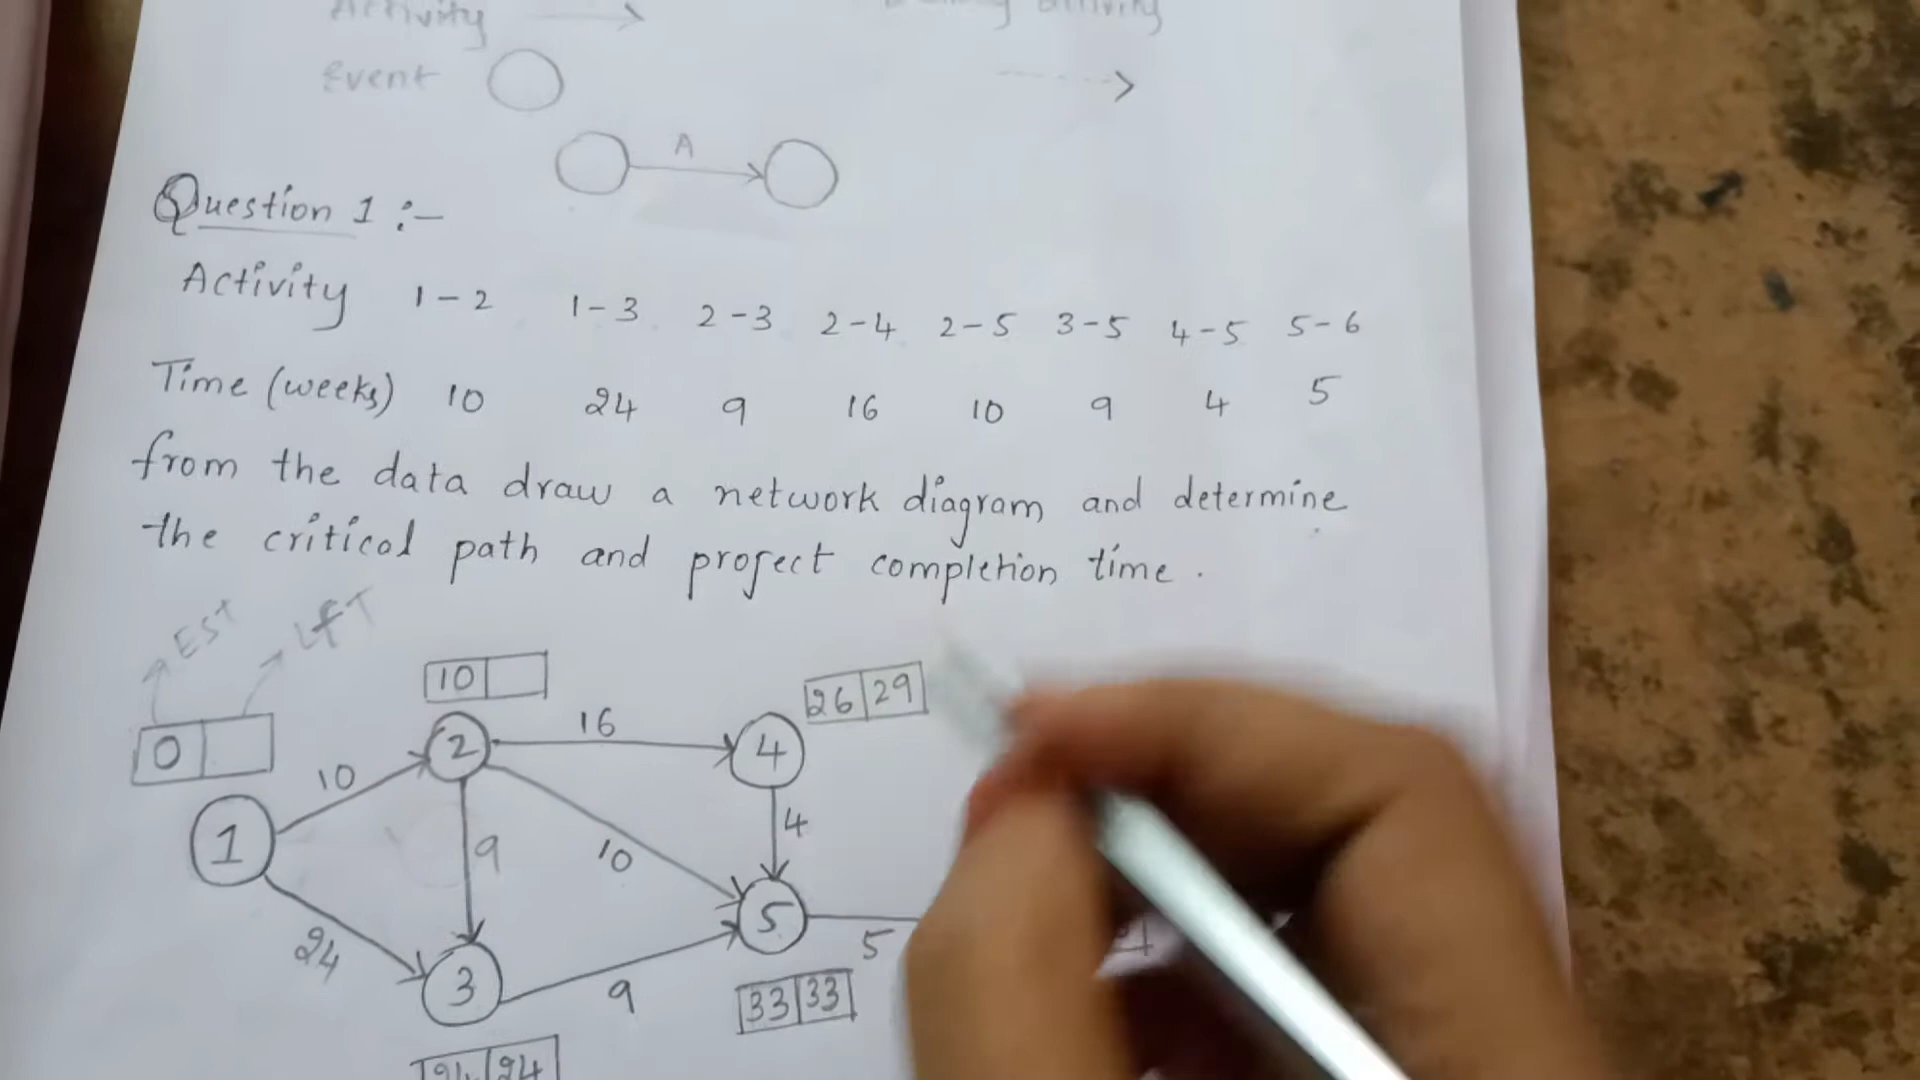 Activity
activity
Event
A
Question 1 :-
Activity 1-2 1-3 2-3 2-4 2-5 3-5 4-5 5-6
Time (weeks) 10 24 9 16 10 9 4 5
from the data draw a network diagram and determine
the critical path and project completion time .
EST LFT
10
26 29
0
2
16
4
10
1
9
10
4
5
5
24
3
9
33 33
24 24